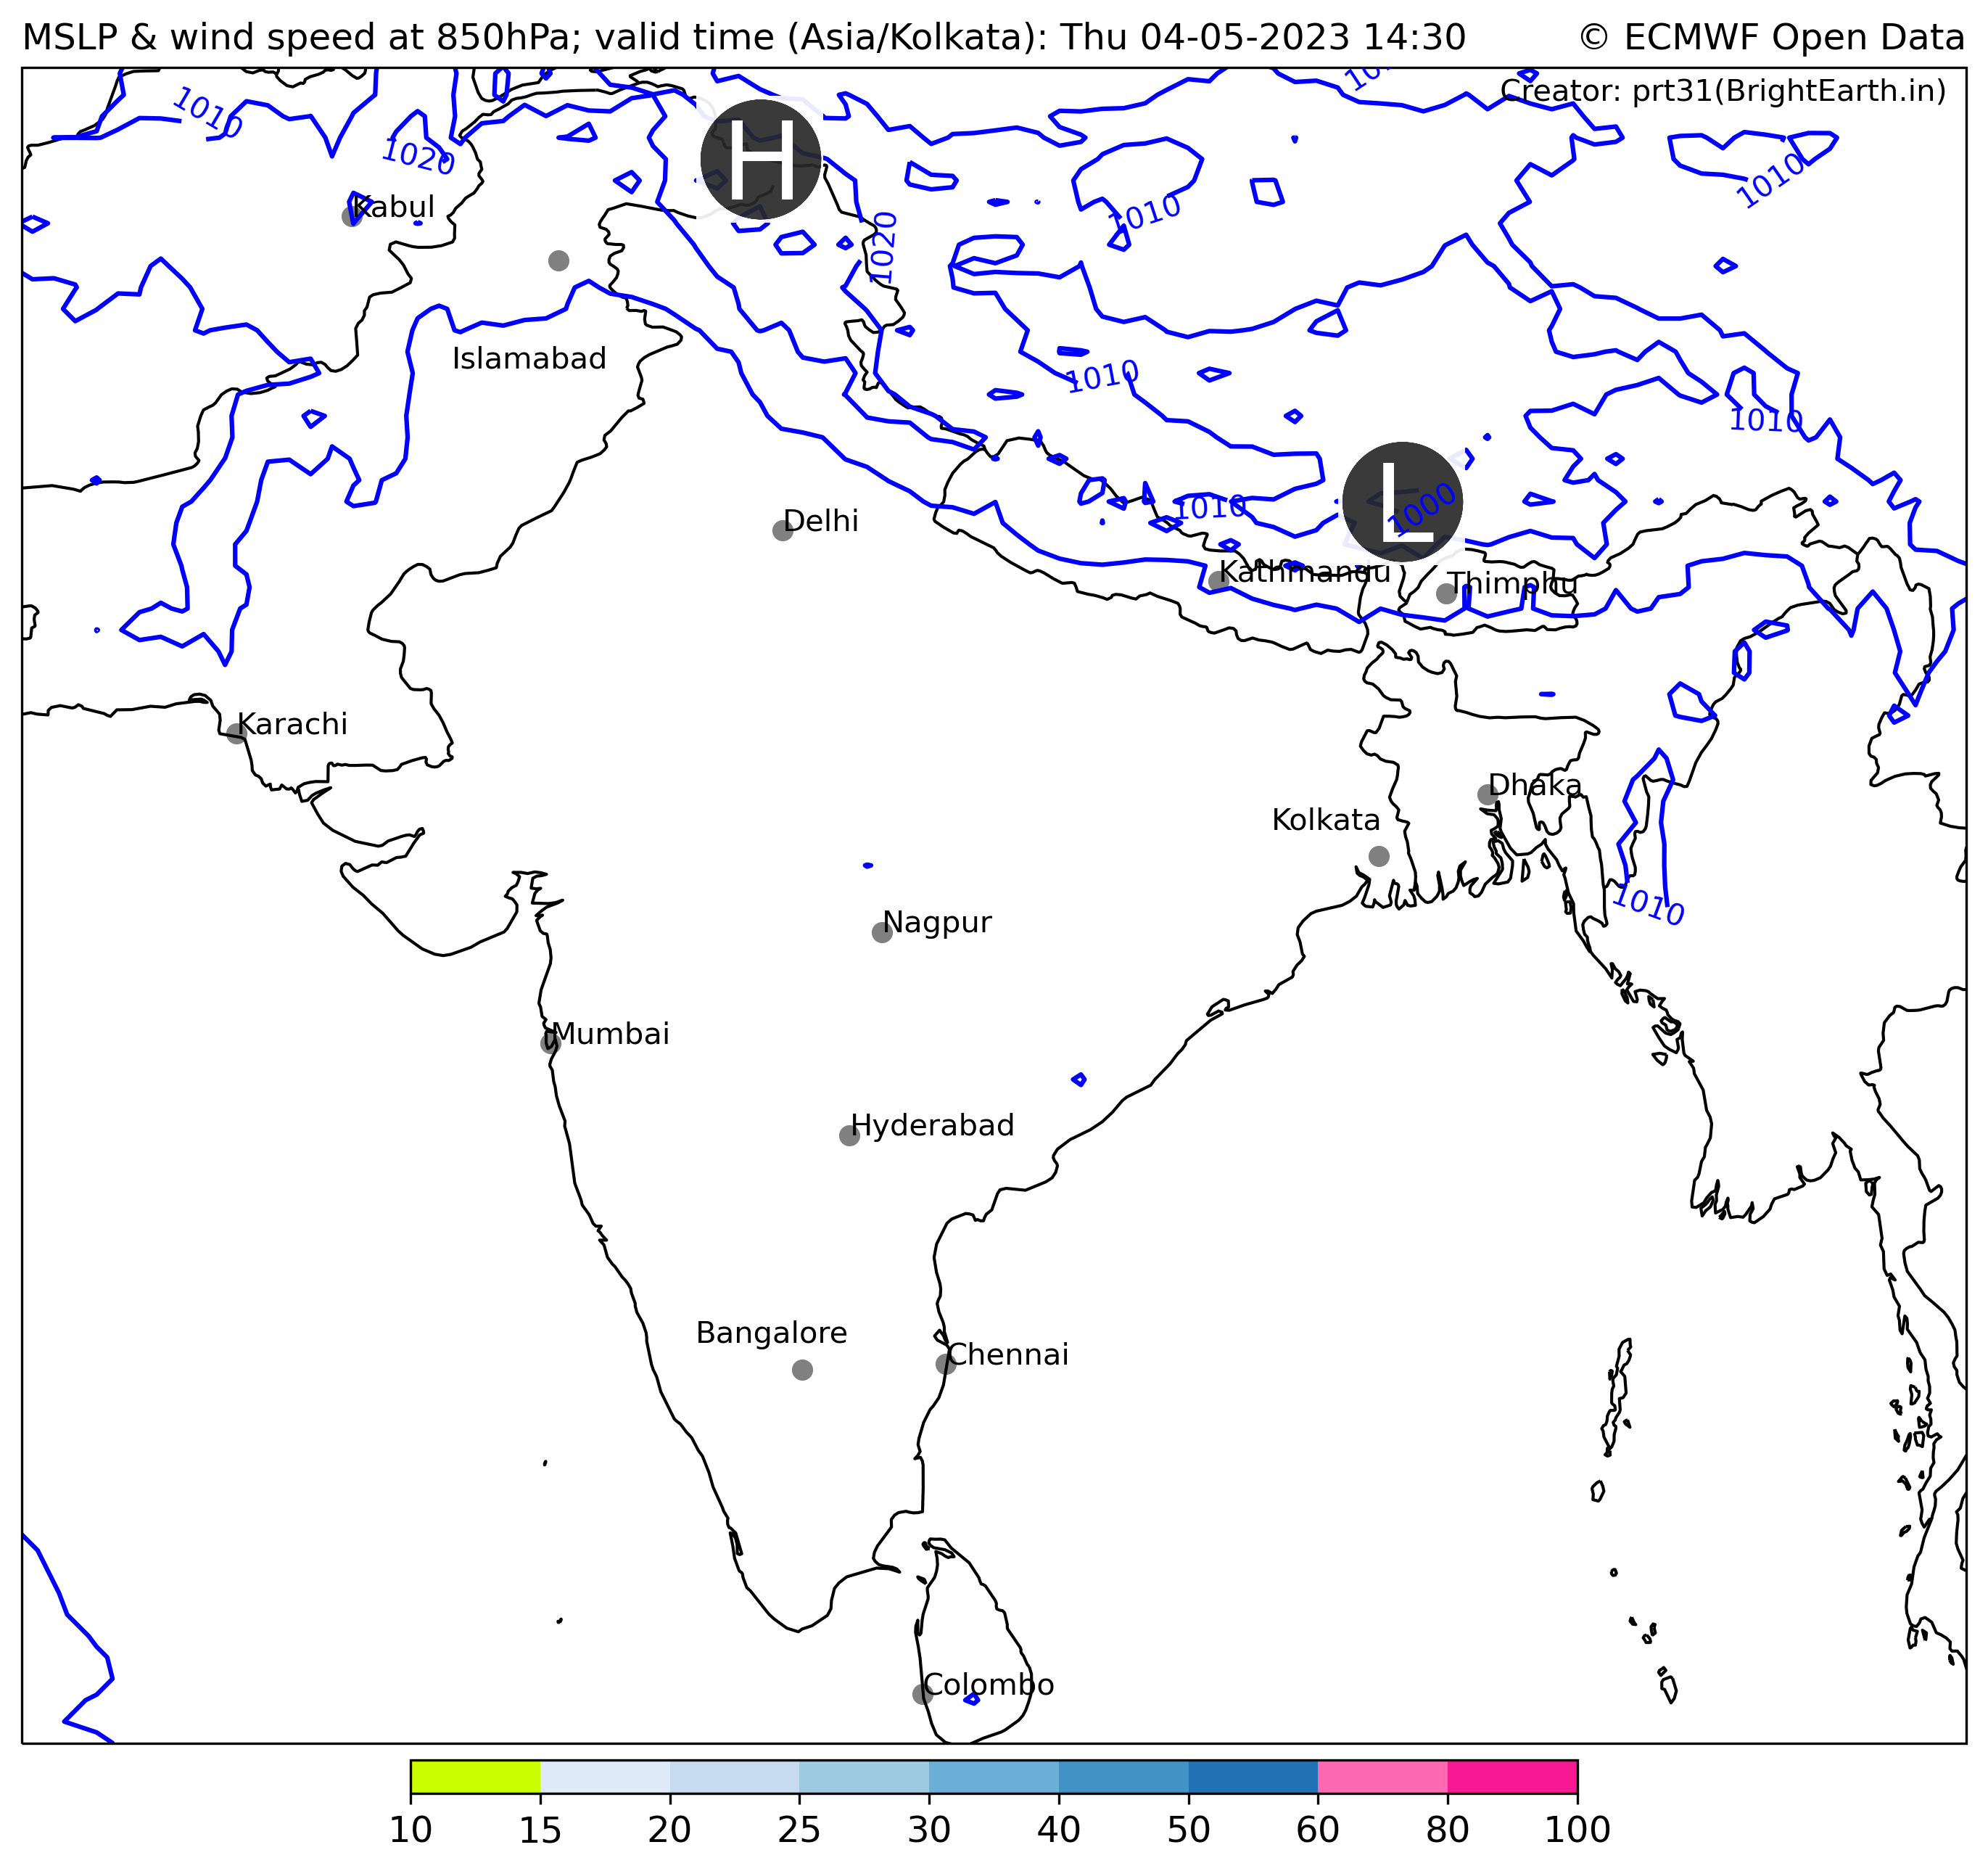 MSLP & wind speed at 850hPa; valid time (Asia/Kolkata): Thu 04-05-2023 14:30
© ECMWF Open Data
Creator: prt31(BrightEarth.in)
1010
H
1020
1010
Kabul
1010
1020
Islamabad
1010
1010
L
1000
1010
Delhi
Kathmandu
Thimphu
Karachi
Dhaka
Kolkata
1010
Nagpur
Mumbai
Hyderabad
Bangalore
Chennai
Colombo
10 15 20 25 30 40 50 60 80 100